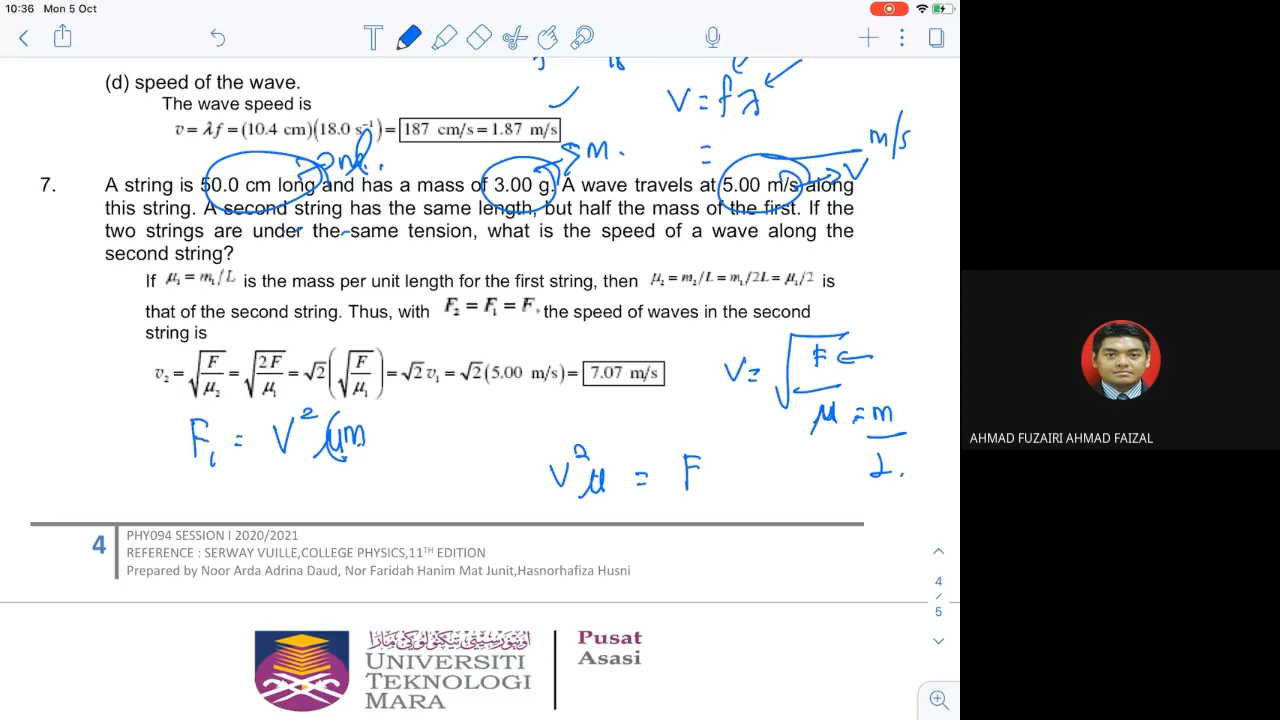 10:36 Mon 5 Oct
(d) speed of the wave.
The wave speed is
v = λf = (10.4 cm)(18.0 s⁻¹) = 187 cm/s = 1.87 m/s
V = fλ
= m/s
m.
V
7. A string is 50.0 cm long and has a mass of 3.00 g. A wave travels at 5.00 m/s along
this string. A second string has the same length, but half the mass of the first. If the
two strings are under the same tension, what is the speed of a wave along the
second string?
If μ₁ = m₁/L is the mass per unit length for the first string, then μ₂ = m₂/L = m₁/2L = μ₁/2 is
that of the second string. Thus, with F₂ = F₁ = F, the speed of waves in the second
string is
v₂ = √(F/μ₂) = √(2F/μ₁) = √2(√(F/μ₁)) = √2 v₁ = √2 (5.00 m/s) = 7.07 m/s
V = √(F/μ)
μ = m/L
F₁ = V² μ
V²μ = F
4
PHY094 SESSION I 2020/2021
REFERENCE : SERWAY VUILLE,COLLEGE PHYSICS,11TH EDITION
Prepared by Noor Arda Adrina Daud, Nor Faridah Hanim Mat Junit,Hasnorhafiza Husni
4
/
5
اونيۏرسيتي تيكنولوݢي مارا
UNIVERSITI
TEKNOLOGI
MARA
Pusat
Asasi
AHMAD FUZAIRI AHMAD FAIZAL